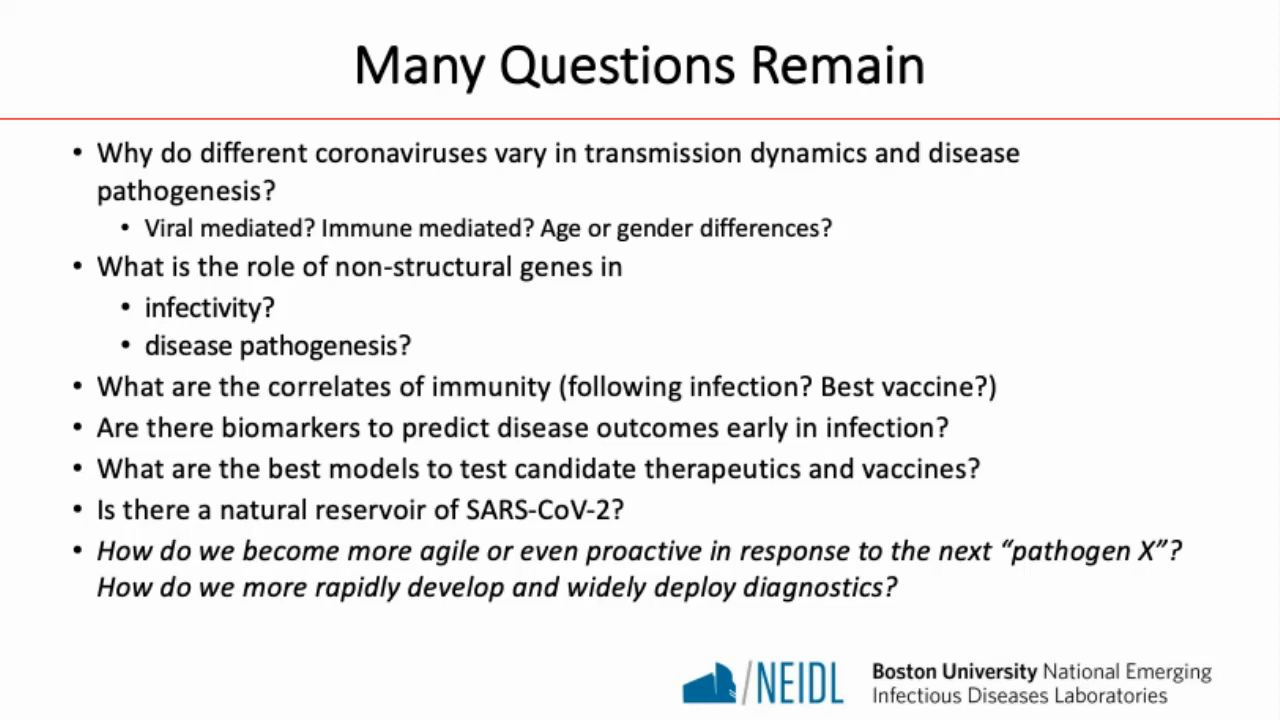 Many Questions Remain
• Why do different coronaviruses vary in transmission dynamics and disease
pathogenesis?
• Viral mediated? Immune mediated? Age or gender differences?
• What is the role of non-structural genes in
• infectivity?
• disease pathogenesis?
• What are the correlates of immunity (following infection? Best vaccine?)
• Are there biomarkers to predict disease outcomes early in infection?
• What are the best models to test candidate therapeutics and vaccines?
• Is there a natural reservoir of SARS-CoV-2?
• How do we become more agile or even proactive in response to the next “pathogen X”?
How do we more rapidly develop and widely deploy diagnostics?
NEIDL
Boston University National Emerging
Infectious Diseases Laboratories